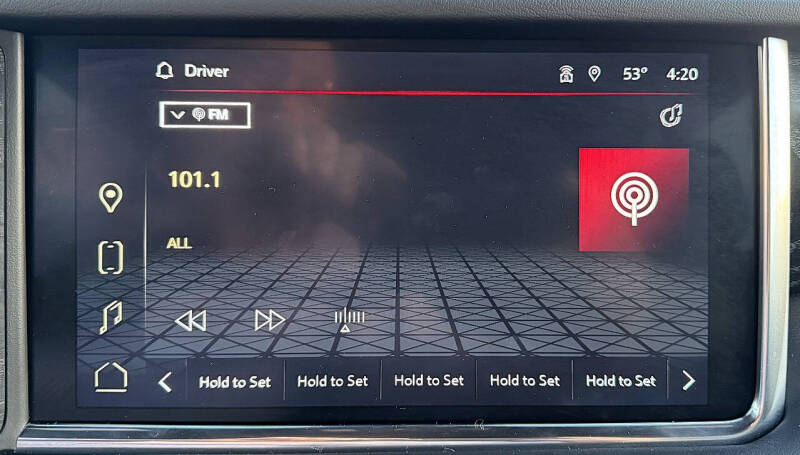 Driver 53° 4:20
FM
101.1
ALL
Hold to Set Hold to Set Hold to Set Hold to Set Hold to Set